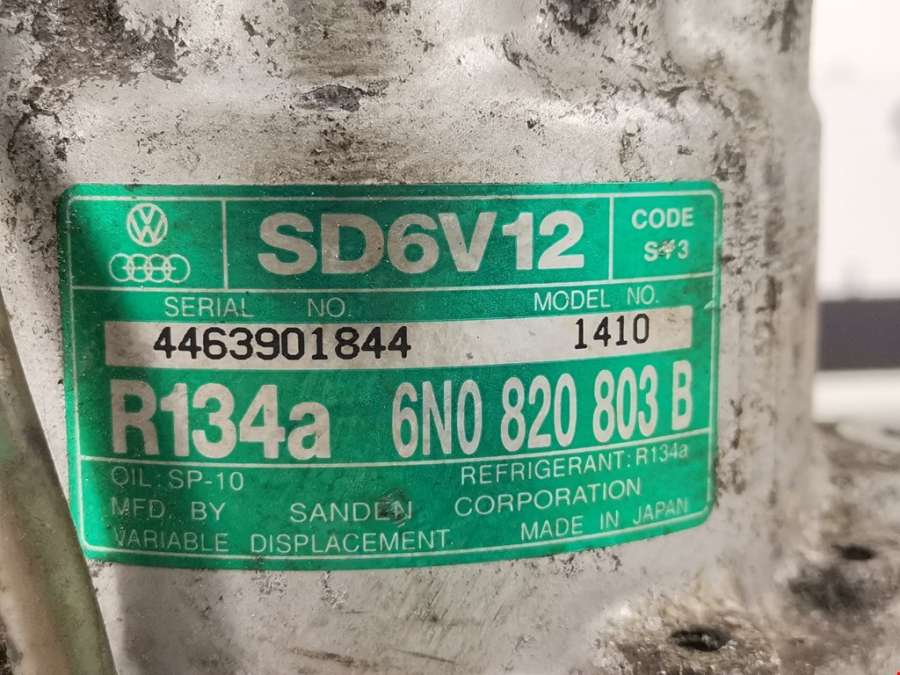 SD6V12
CODE
SERIAL NO.
MODEL NO.
4463901844
1410
R134a
6N0 820 803 B
OIL: SP-10
REFRIGERANT: R134a
MFD. BY SANDEN CORPORATION
VARIABLE DISPLACEMENT.
MADE IN JAPAN